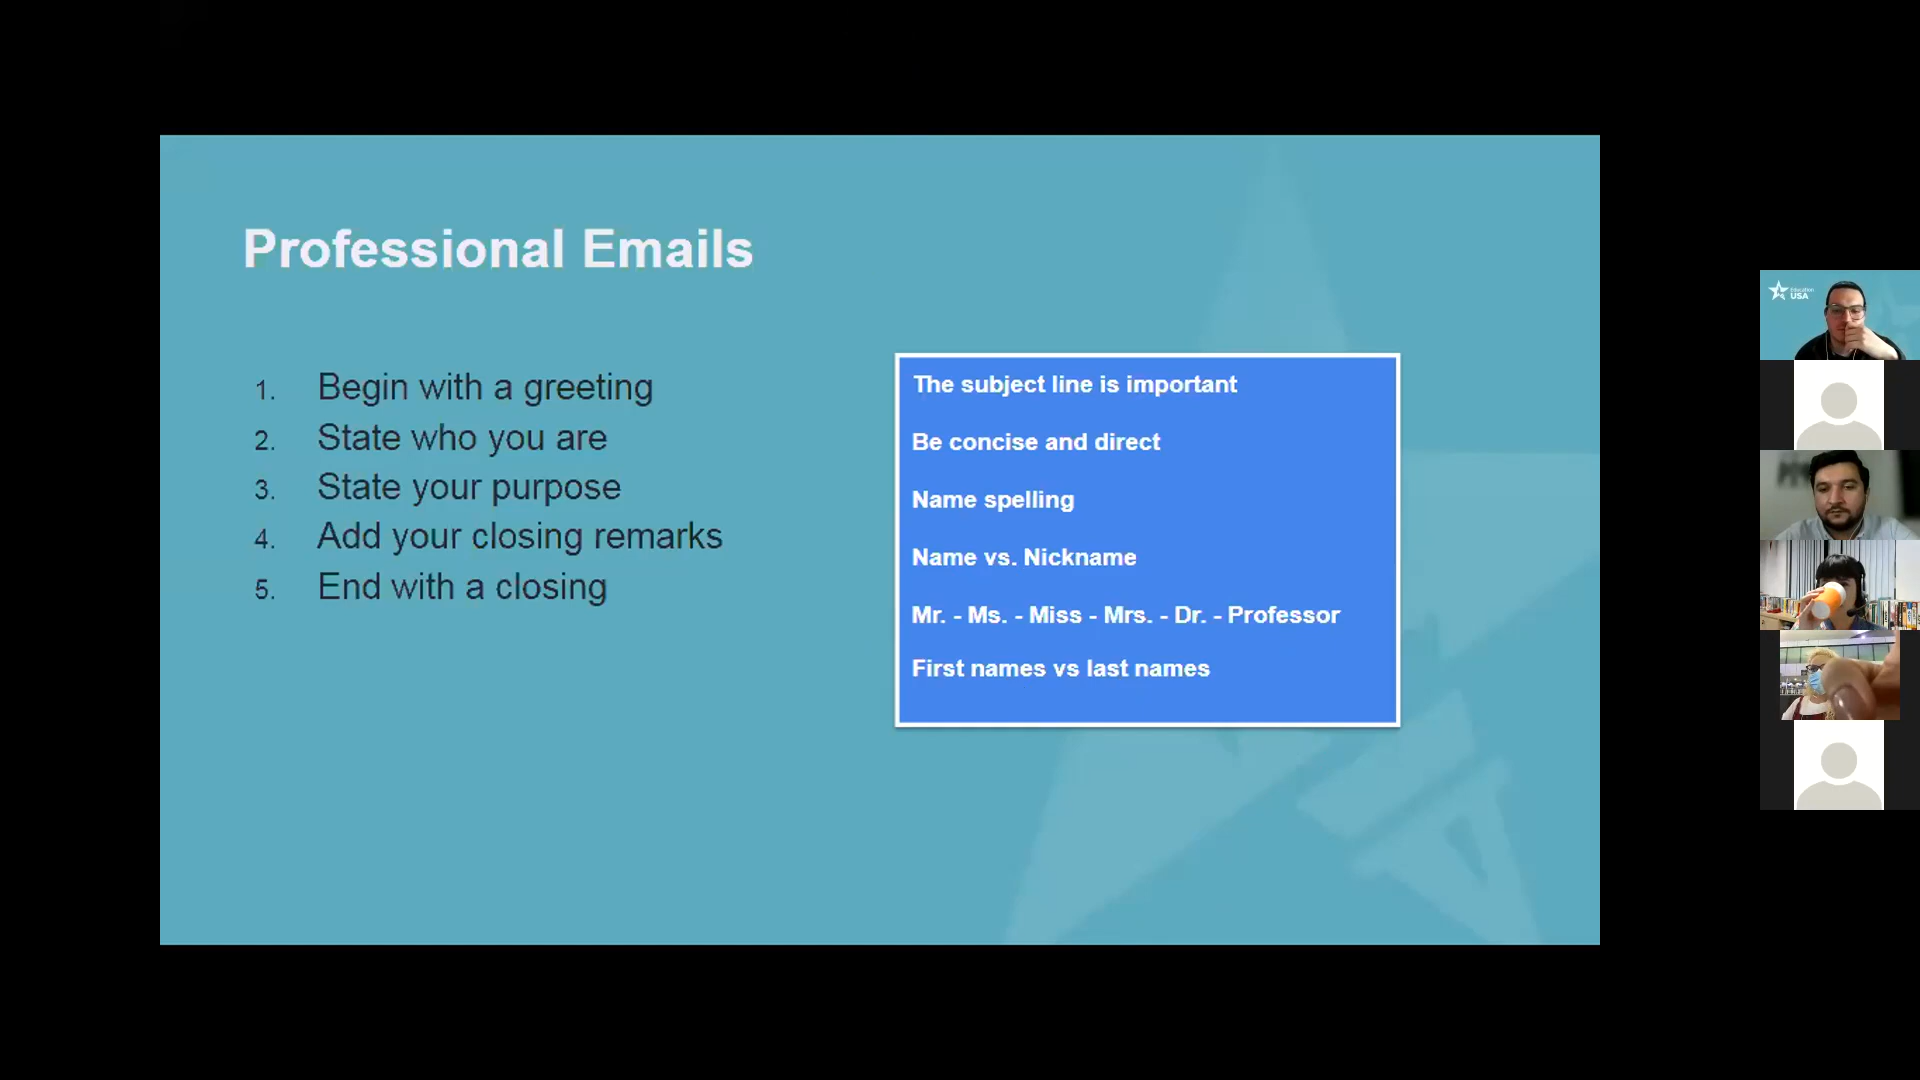 Professional Emails
1. Begin with a greeting
2. State who you are
3. State your purpose
4. Add your closing remarks
5. End with a closing
The subject line is important
Be concise and direct
Name spelling
Name vs. Nickname
Mr. - Ms. - Miss - Mrs. - Dr. - Professor
First names vs last names
Education
USA